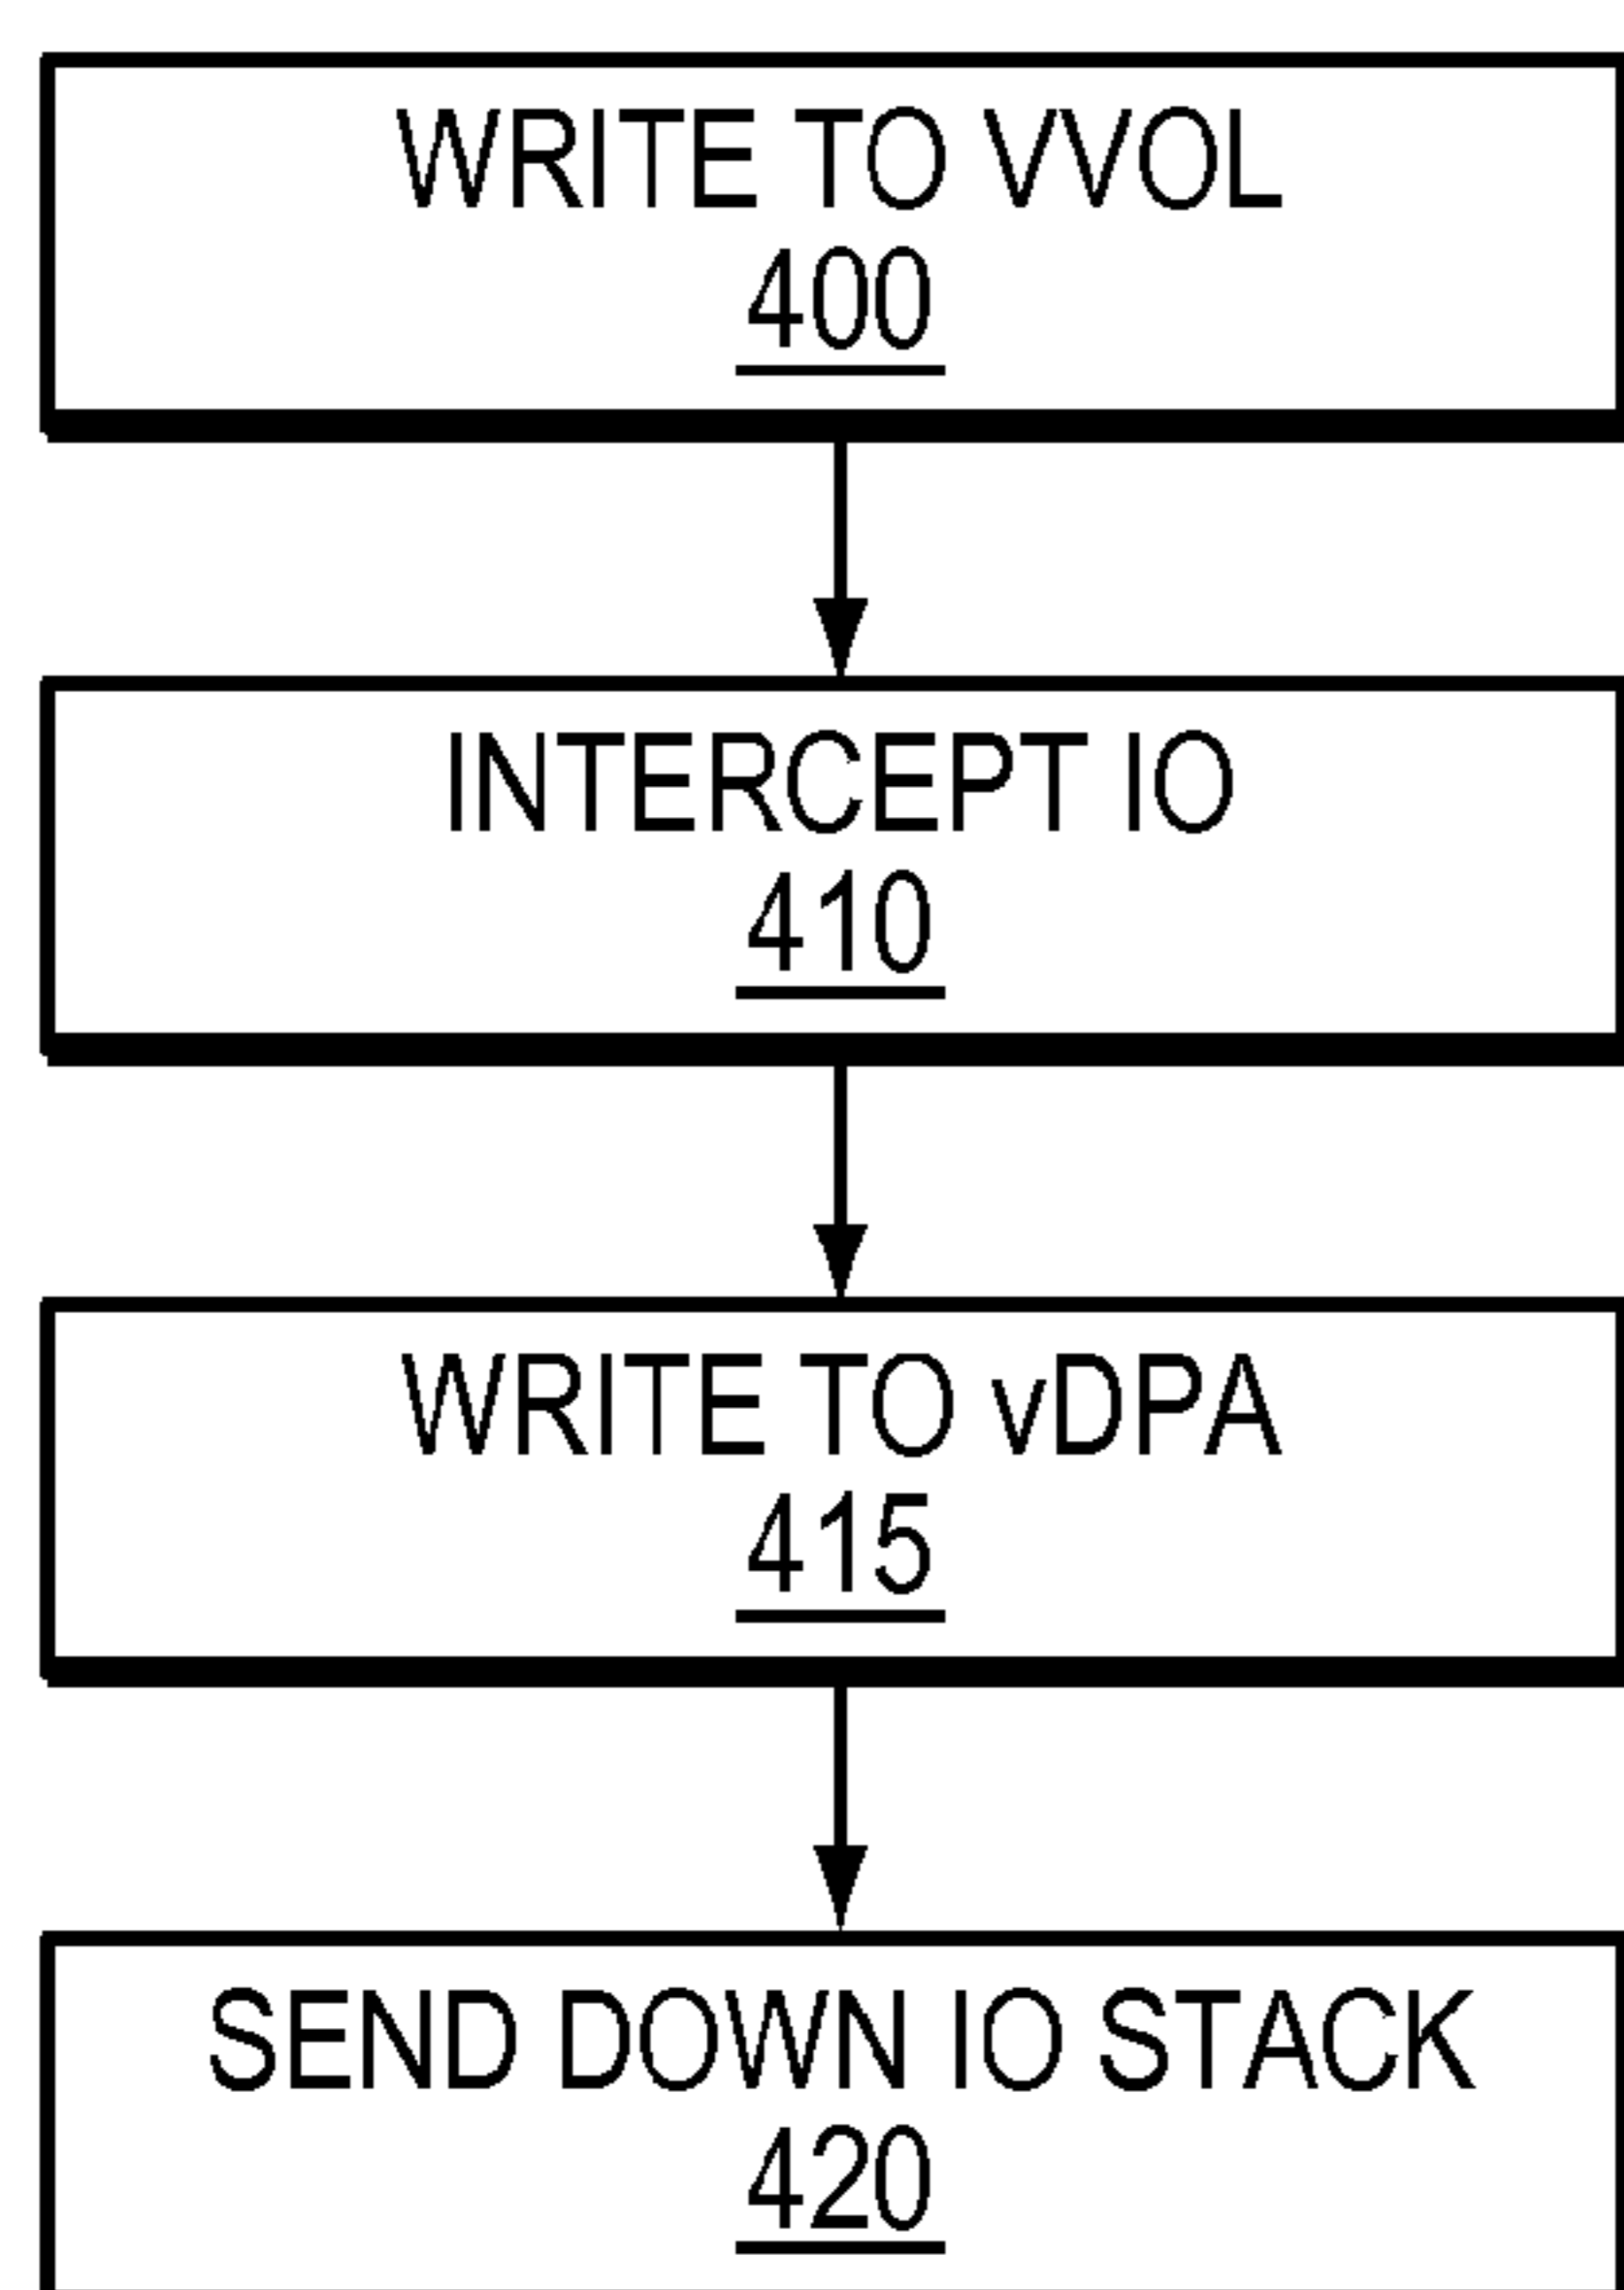 WRITE TO VVOL
400
INTERCEPT IO
410
WRITE TO vDPA
415
SEND DOWN IO STACK
420